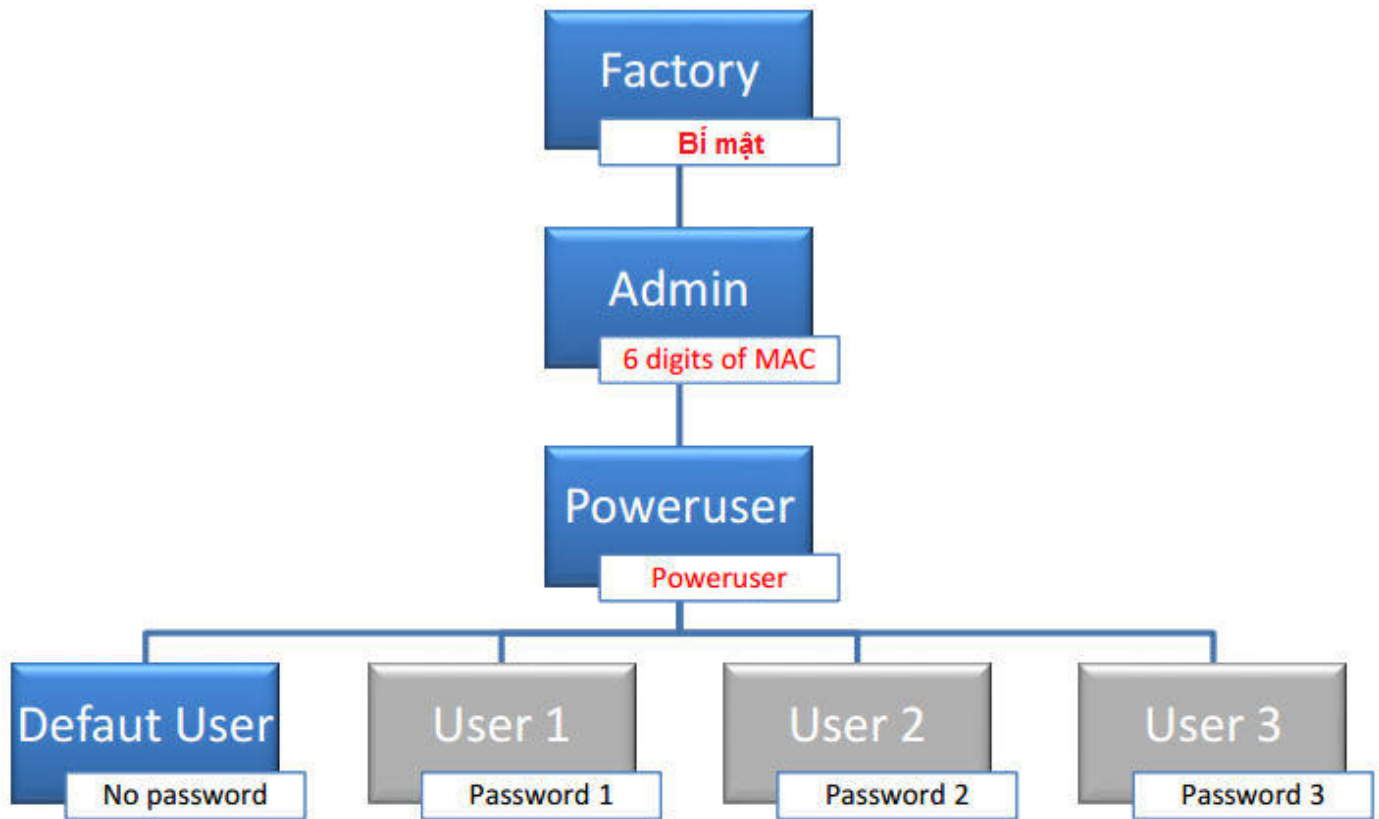 Factory
Bí mật
Admin
6 digits of MAC
Poweruser
Poweruser
Defaut User
No password
User 1
Password 1
User 2
Password 2
User 3
Password 3